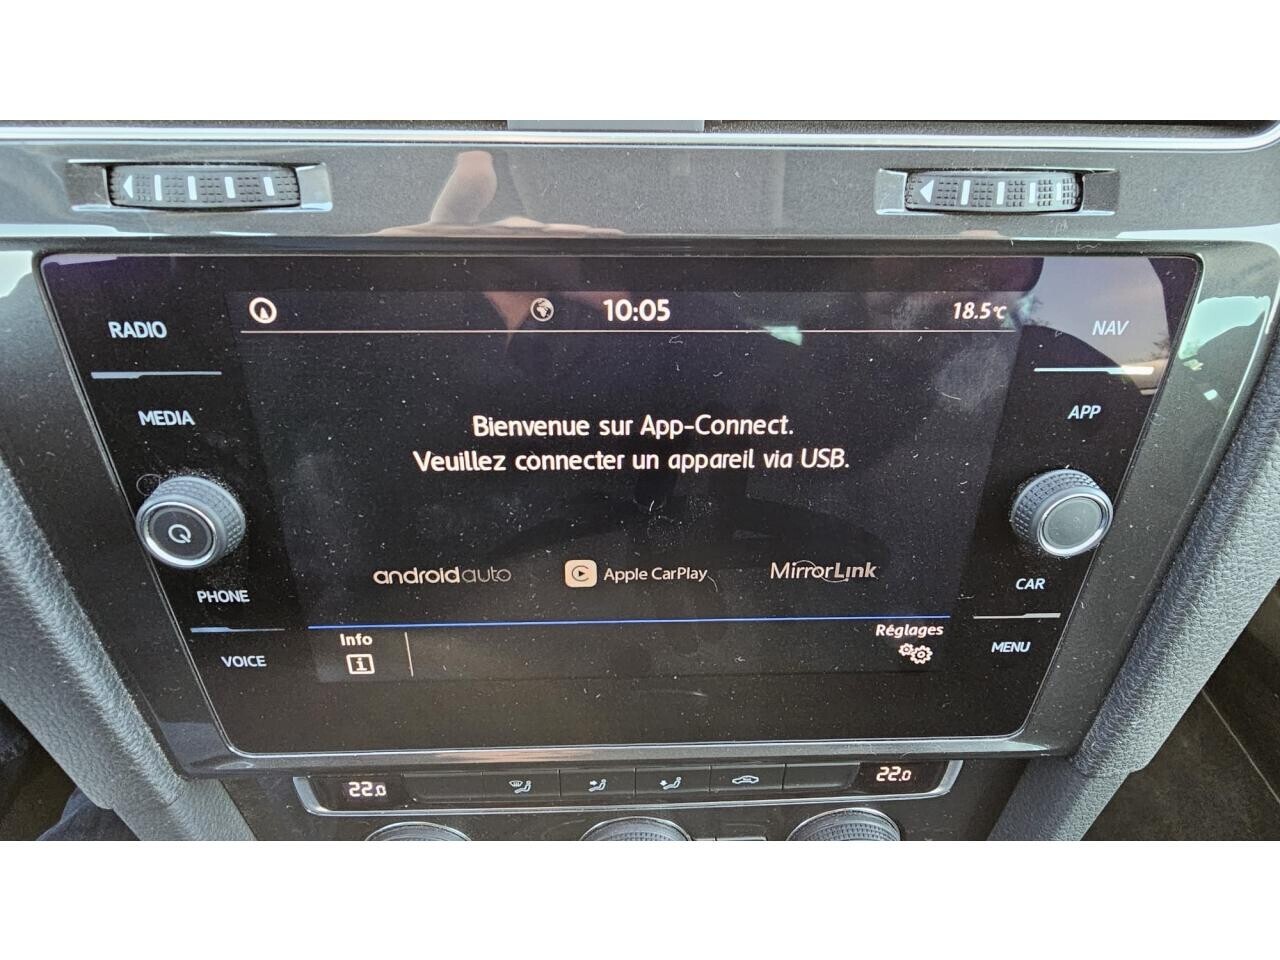 10:05
18.5°C
RADIO
NAV
MEDIA
APP
Bienvenue sur App-Connect.
Veuillez connecter un appareil via USB.
androidauto
Apple CarPlay
MirrorLink
PHONE
CAR
Info
Réglages
VOICE
MENU
22.0
22.0